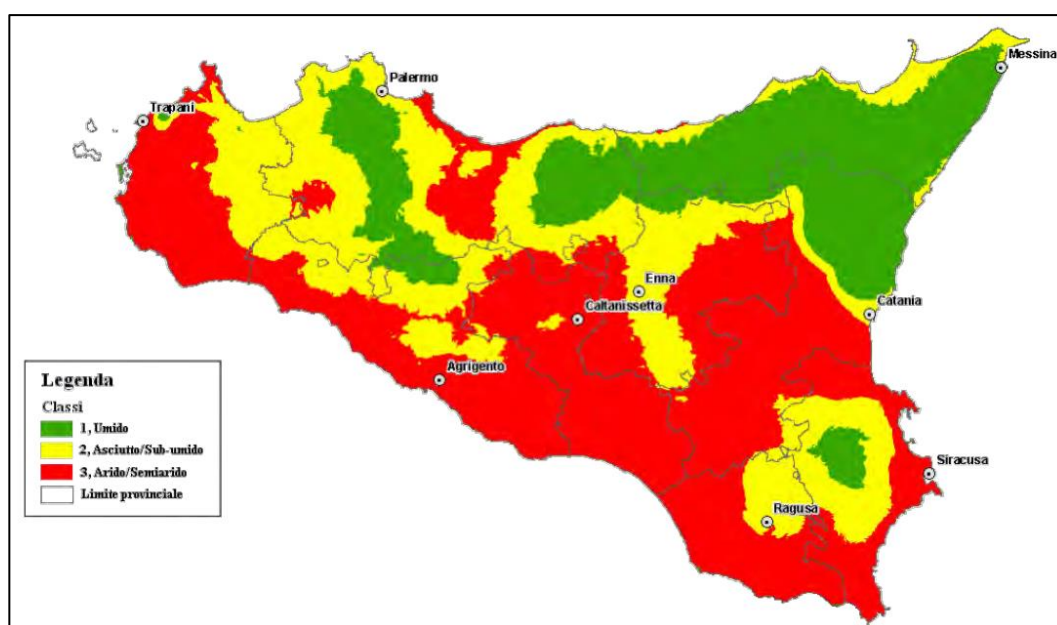 Messina
Palermo
Trapani
Enna
Caltanissetta
Catania
Agrigento
Siracusa
Ragusa
Legenda
Classi
1, Umido
2, Asciutto/Sub-umido
3, Arido/Semiarido
Limite provinciale